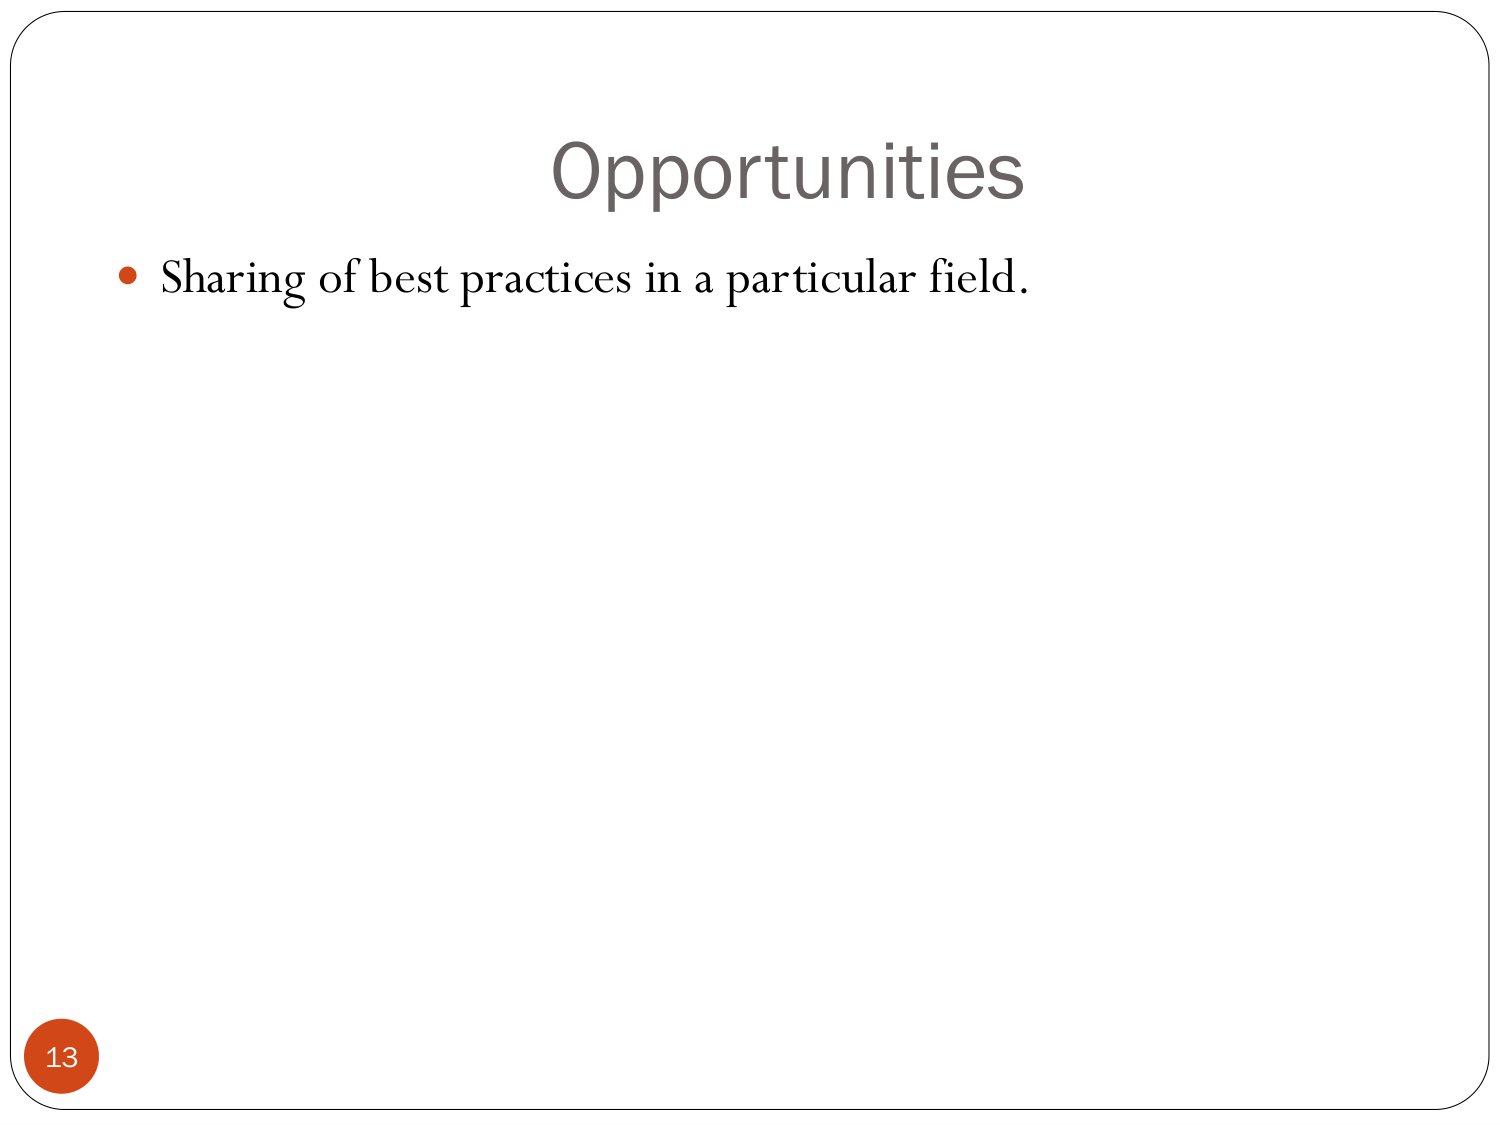 Opportunities
• Sharing of best practices in a particular field.
13